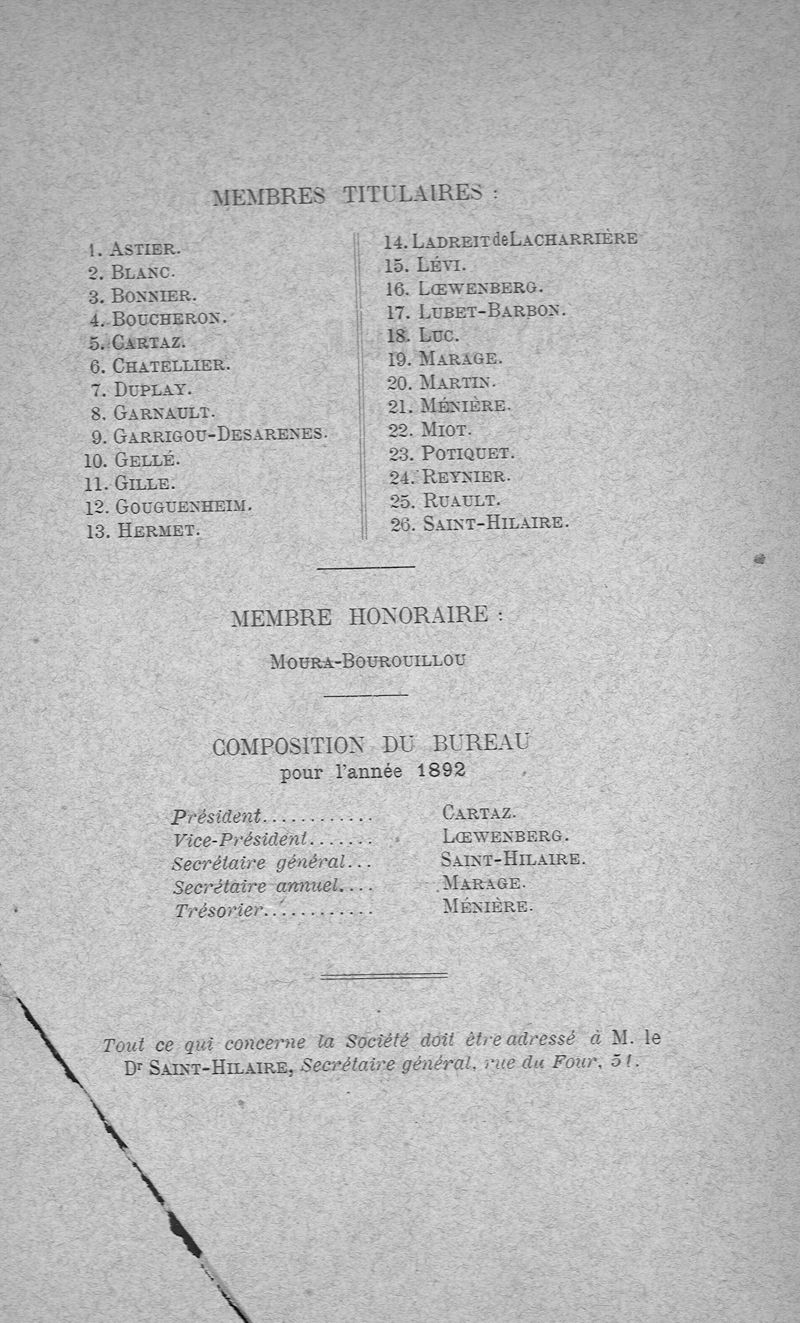 MEMBRES TITULAIRES :
1. ASTIER.
2. BLANC.
3. BONNIER.
4. BOUCHERON.
5. CARTAZ.
6. CHATELLIER.
7. DUPLAY.
8. GARNAULT.
9. GARRIGOU-DESARENES.
10. GELLÉ.
11. GILLE.
12. GOUGUENHEIM.
13. HERMET.
14. LADREIT de LACHARRIÈRE
15. LÉVI.
16. LŒWENBERG.
17. LUBET-BARBON.
18. LUC.
19. MARAGE.
20. MARTIN.
21. MÉNIÈRE.
22. MIOT.
23. POTIQUET.
24. REYNIER.
25. RUAULT.
26. SAINT-HILAIRE.
MEMBRE HONORAIRE :
MOURA-BOUROUILLOU
COMPOSITION DU BUREAU
pour l'année 1892
Président............ CARTAZ.
Vice-Président....... LŒWENBERG.
Secrétaire général... SAINT-HILAIRE.
Secrétaire annuel.... MARAGE.
Trésorier............ MÉNIÈRE.
Tout ce qui concerne la Société doit être adressé à M. le
Dr SAINT-HILAIRE, Secrétaire général, rue du Four, 51.